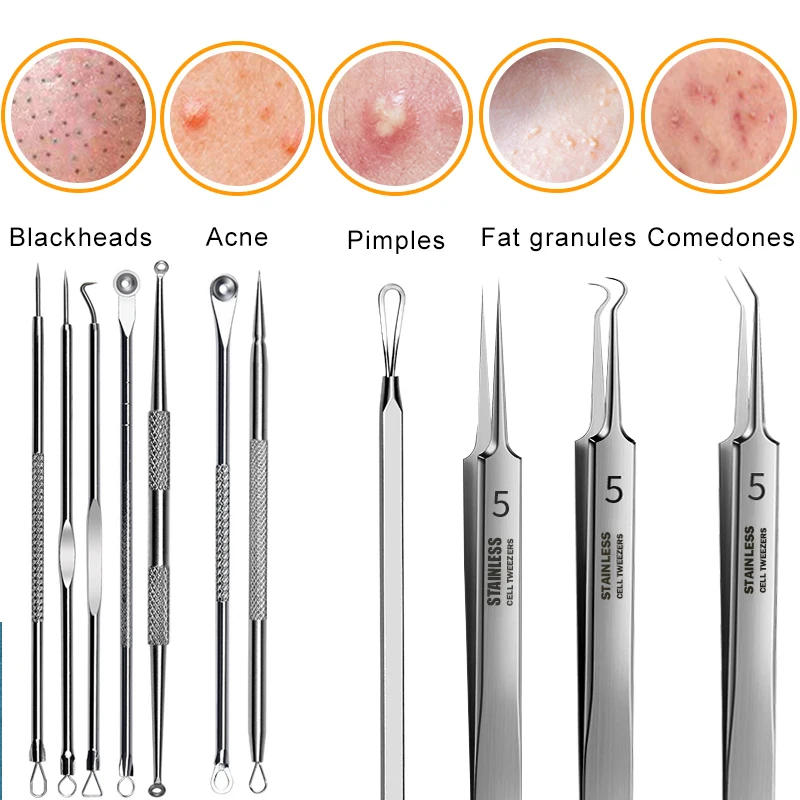 Blackheads
Acne
Pimples
Fat granules
Comedones
5
STAINLESS
CELL TWEEZERS
5
STAINLESS
CELL TWEEZERS
5
STAINLESS
CELL TWEEZERS